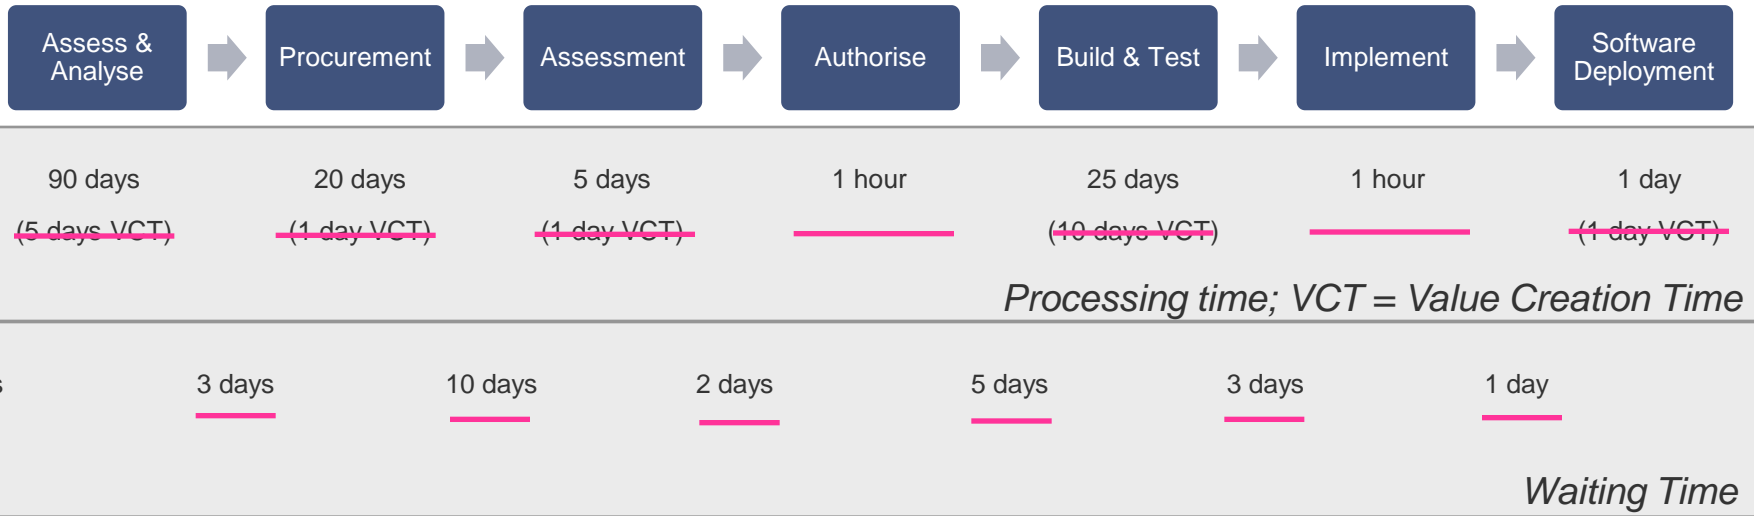 Assess &
Analyse
Procurement
Assessment
Authorise
Build & Test
Implement
Software
Deployment
90 days
20 days
5 days
1 hour
25 days
1 hour
1 day
(5 days VCT)
(1 day VCT)
(1 day VCT)
(10 days VCT)
(1 day VCT)
Processing time; VCT = Value Creation Time
3 days
10 days
2 days
5 days
3 days
1 day
Waiting Time